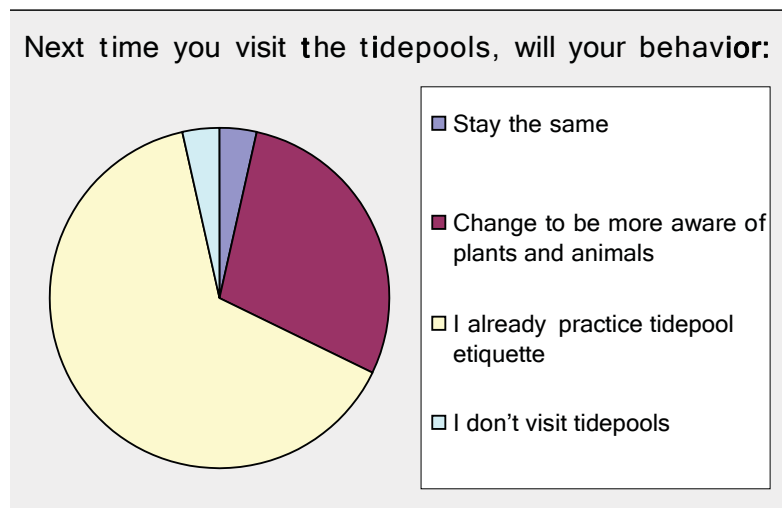 Next time you visit the tidepools, will your behavior:
Stay the same
Change to be more aware of
plants and animals
I already practice tidepool
etiquette
I don't visit tidepools